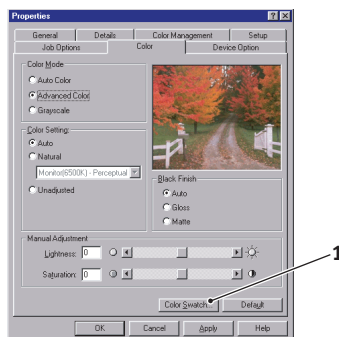 Properties
General Details Color Management Setup
Job Options Color Device Option
Color Mode
Auto Color
Advanced Color
Grayscale
Color Setting:
Auto
Natural
Monitor(6500K) - Perceptual
Unadjusted
Black Finish
Auto
Gloss
Matte
Manual Adjustment
Lightness: 0
Saturation: 0
1
Color Swatch... Default
OK Cancel Apply Help